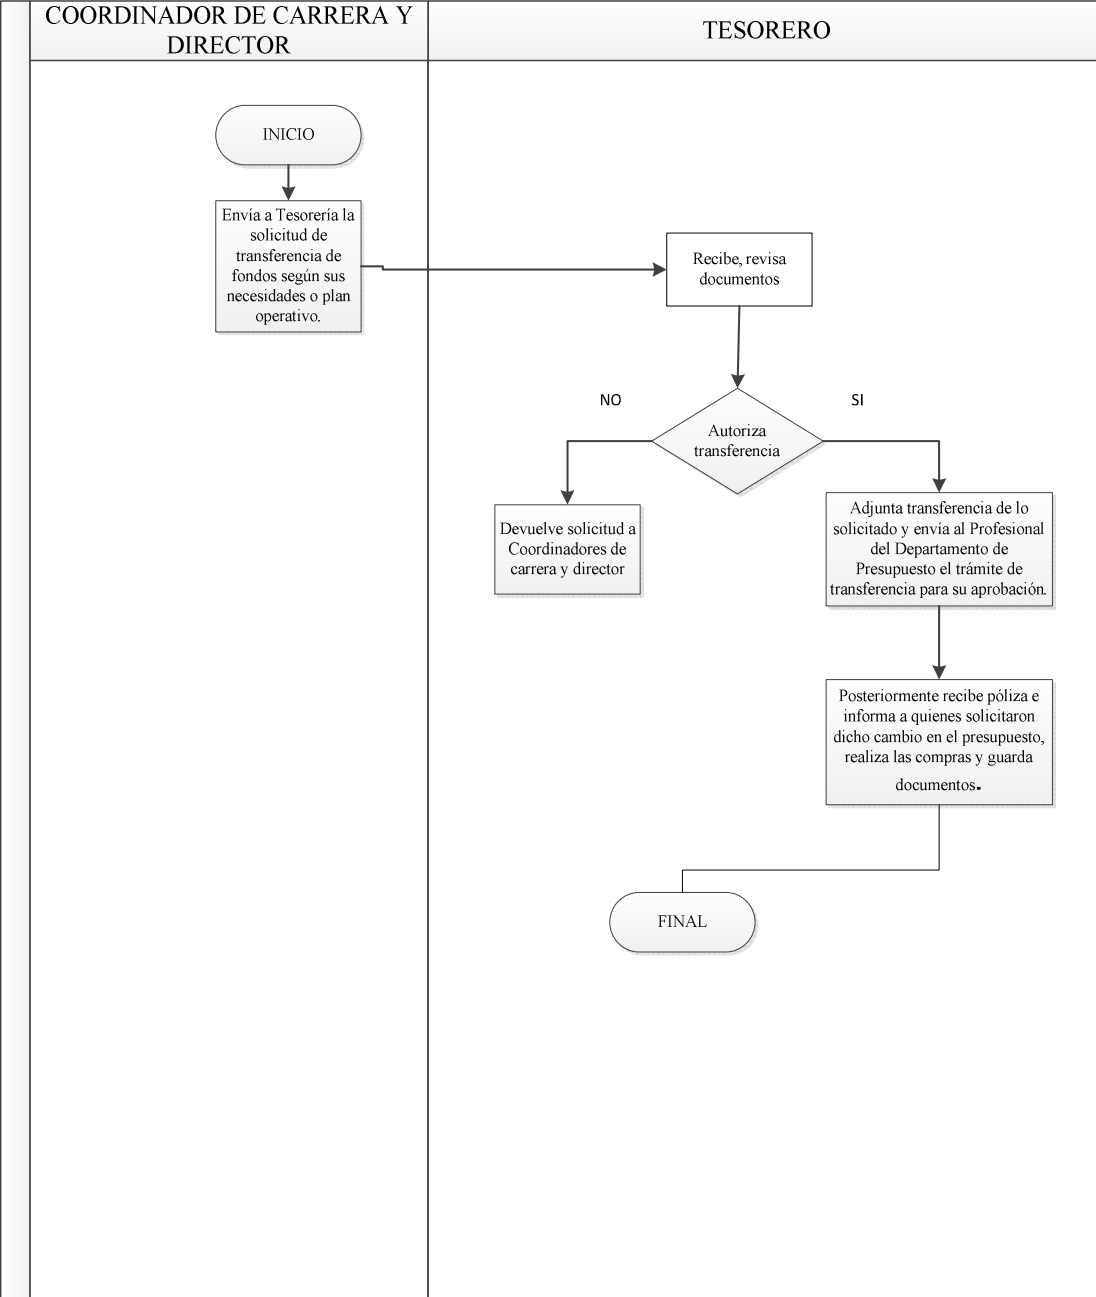 COORDINADOR DE CARRERA Y
DIRECTOR
TESORERO
INICIO
Envía a Tesorería la
solicitud de
transferencia de
fondos según sus
necesidades o plan
operativo.
Recibe, revisa
documentos
NO
SI
Autoriza
transferencia
Devuelve solicitud a
Coordinadores de
carrera y director
Adjunta transferencia de lo
solicitado y envía al Profesional
del Departamento de
Presupuesto el trámite de
transferencia para su aprobación.
Posteriormente recibe póliza e
informa a quienes solicitaron
dicho cambio en el presupuesto,
realiza las compras y guarda
documentos.
FINAL